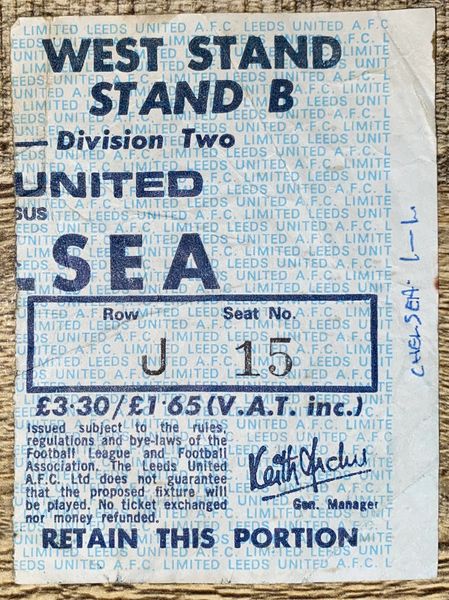 WEST STAND
STAND B
— Division Two
UNITED
SUS
LSEA
Row Seat No.
J 15
£3·30/£1·65 (V.A.T. inc.)
Issued subject to the rules,
regulations and bye-laws of the
Football League and Football
Association. The Leeds United
A.F.C. Ltd does not guarantee
that the proposed fixture will
be played. No ticket exchanged
nor money refunded.
Keith Archer
Gen. Manager
RETAIN THIS PORTION
CHELSEA. 1-1